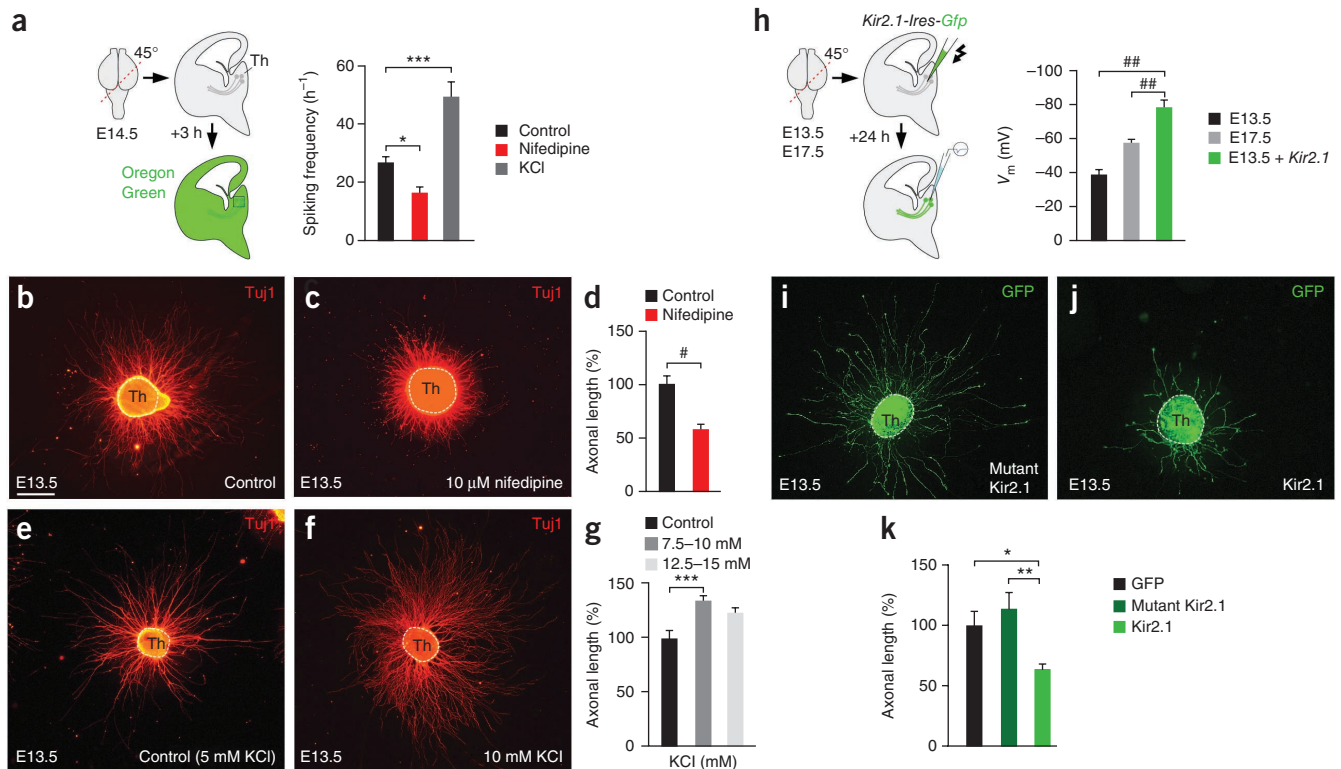 a
45°
Th
E14.5
+3 h
Oregon
Green
Spiking frequency (h⁻¹)
60
40
20
0
***
*
Control
Nifedipine
KCl
b
Tuj1
Th
E13.5
Control
c
Tuj1
Th
E13.5
10 μM nifedipine
d
Control
Nifedipine
Axonal length (%)
150
100
50
0
#
e
Tuj1
Th
E13.5
Control (5 mM KCl)
f
Tuj1
Th
E13.5
10 mM KCl
g
Control
7.5–10 mM
12.5–15 mM
Axonal length (%)
150
100
50
0
***
KCl (mM)
h
Kir2.1-Ires-Gfp
45°
E13.5
E17.5
+24 h
Vm (mV)
–100
–80
–60
–40
–20
0
##
##
E13.5
E17.5
E13.5 + Kir2.1
i
GFP
Th
E13.5
Mutant
Kir2.1
j
GFP
Th
E13.5
Kir2.1
k
Axonal length (%)
150
100
50
0
*
**
GFP
Mutant Kir2.1
Kir2.1